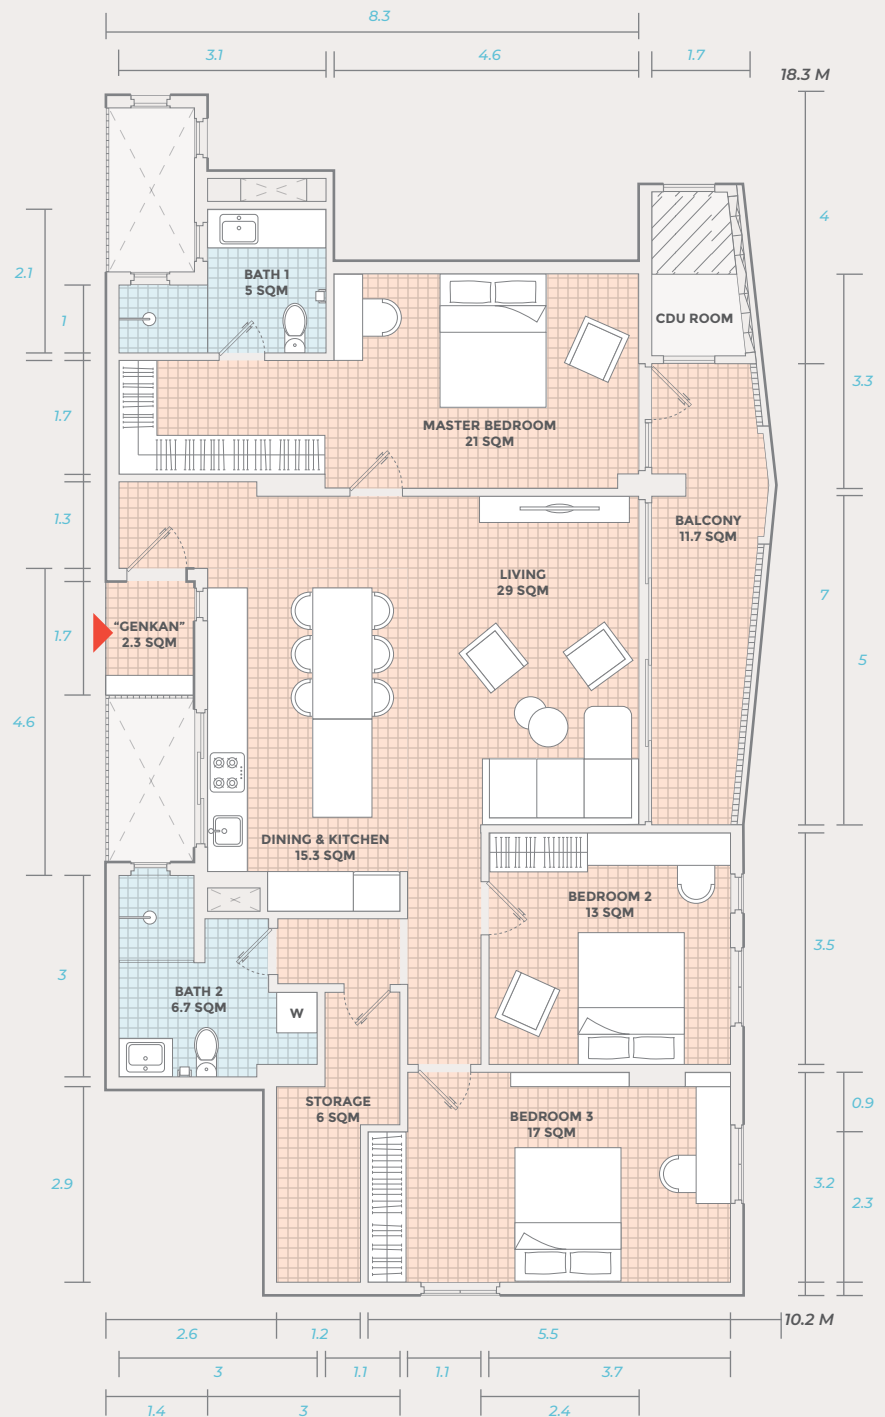 8.3
3.1
4.6
1.7
18.3 M
4
2.1
BATH 1
5 SQM
1
CDU ROOM
3.3
1.7
MASTER BEDROOM
21 SQM
1.3
BALCONY
11.7 SQM
LIVING
29 SQM
7
"GENKAN"
2.3 SQM
1.7
5
4.6
DINING & KITCHEN
15.3 SQM
BEDROOM 2
13 SQM
3.5
3
BATH 2
6.7 SQM
W
STORAGE
6 SQM
BEDROOM 3
17 SQM
0.9
2.9
3.2
2.3
10.2 M
2.6
1.2
5.5
3
1.1
1.1
3.7
1.4
3
2.4